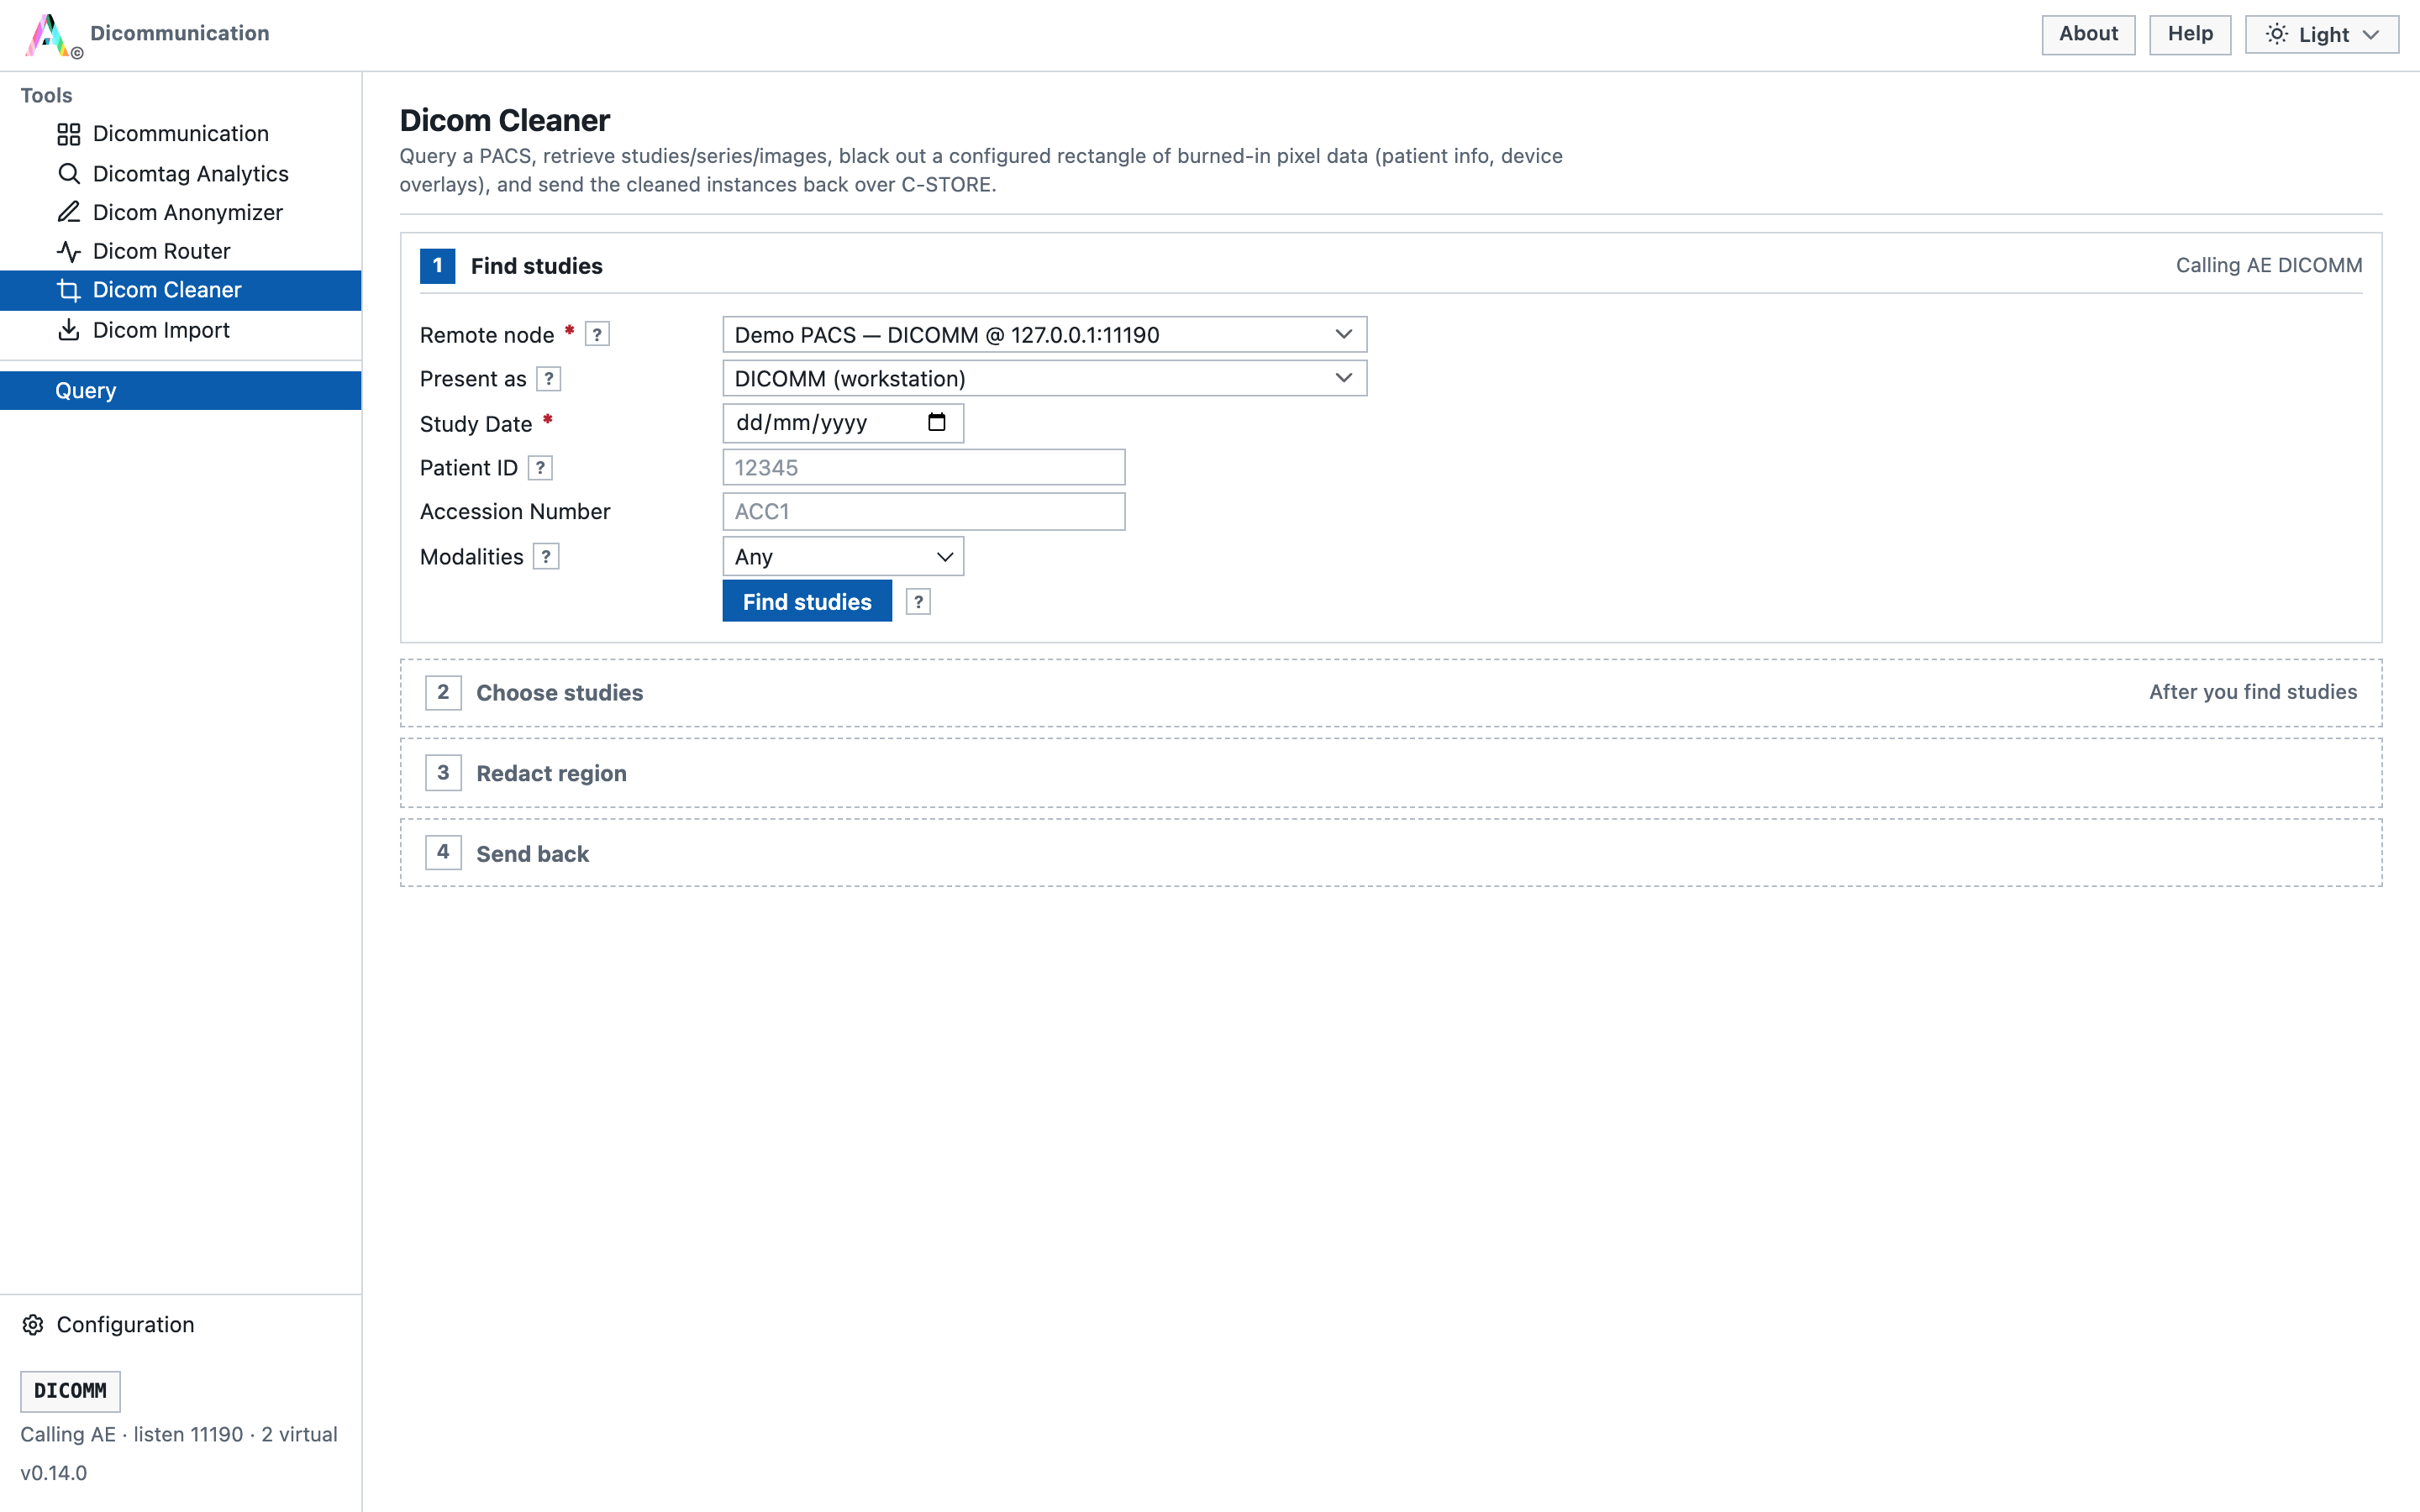 Dicommunication
©
About
Help
Light
Tools
Dicommunication
Dicomtag Analytics
Dicom Anonymizer
Dicom Router
Dicom Cleaner
Dicom Import
Query
Dicom Cleaner
Query a PACS, retrieve studies/series/images, black out a configured rectangle of burned-in pixel data (patient info, device
overlays), and send the cleaned instances back over C-STORE.
1 Find studies
Calling AE DICOMM
Remote node * ? Demo PACS — DICOMM @ 127.0.0.1:11190
Present as ? DICOMM (workstation)
Study Date * dd/mm/yyyy
Patient ID ? 12345
Accession Number ACC1
Modalities ? Any
Find studies ?
2 Choose studies
After you find studies
3 Redact region
4 Send back
Configuration
DICOMM
Calling AE · listen 11190 · 2 virtual
v0.14.0